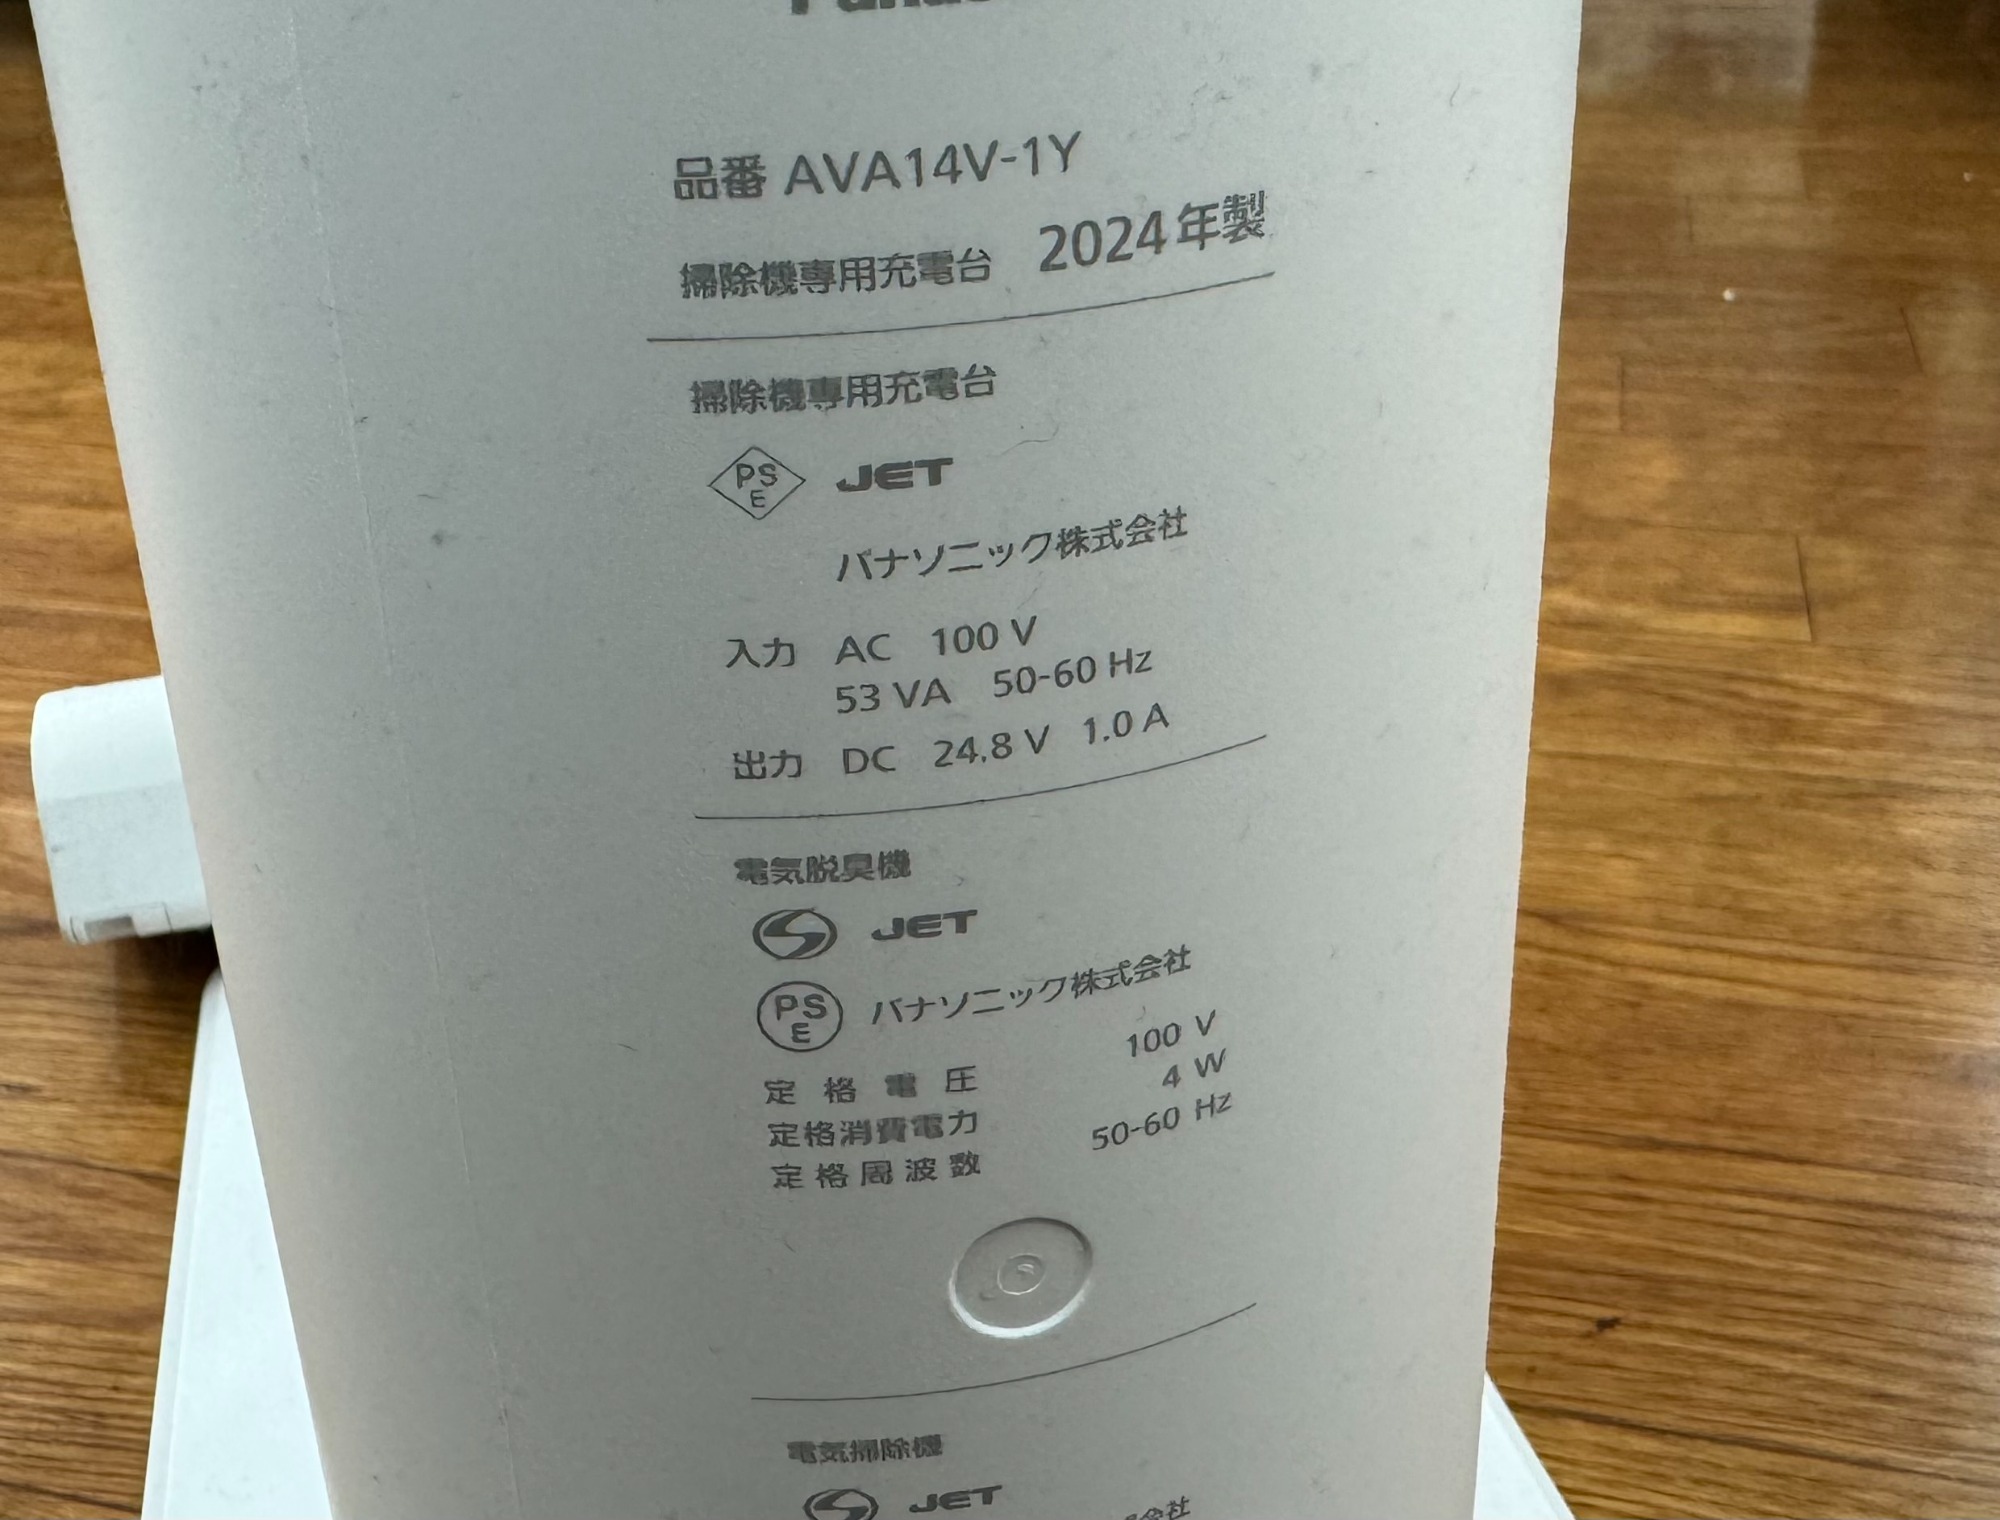 品番 AVA14V-1Y
掃除機専用充電台 2024年製
掃除機専用充電台
PS
E
JET
パナソニック株式会社
入力 AC 100 V
53 VA 50-60 Hz
出力 DC 24.8 V 1.0 A
電気脱臭機
JET
PS
E
パナソニック株式会社
定格電圧 100 V
定格消費電力 4 W
定格周波数 50-60 Hz
電気掃除機
JET